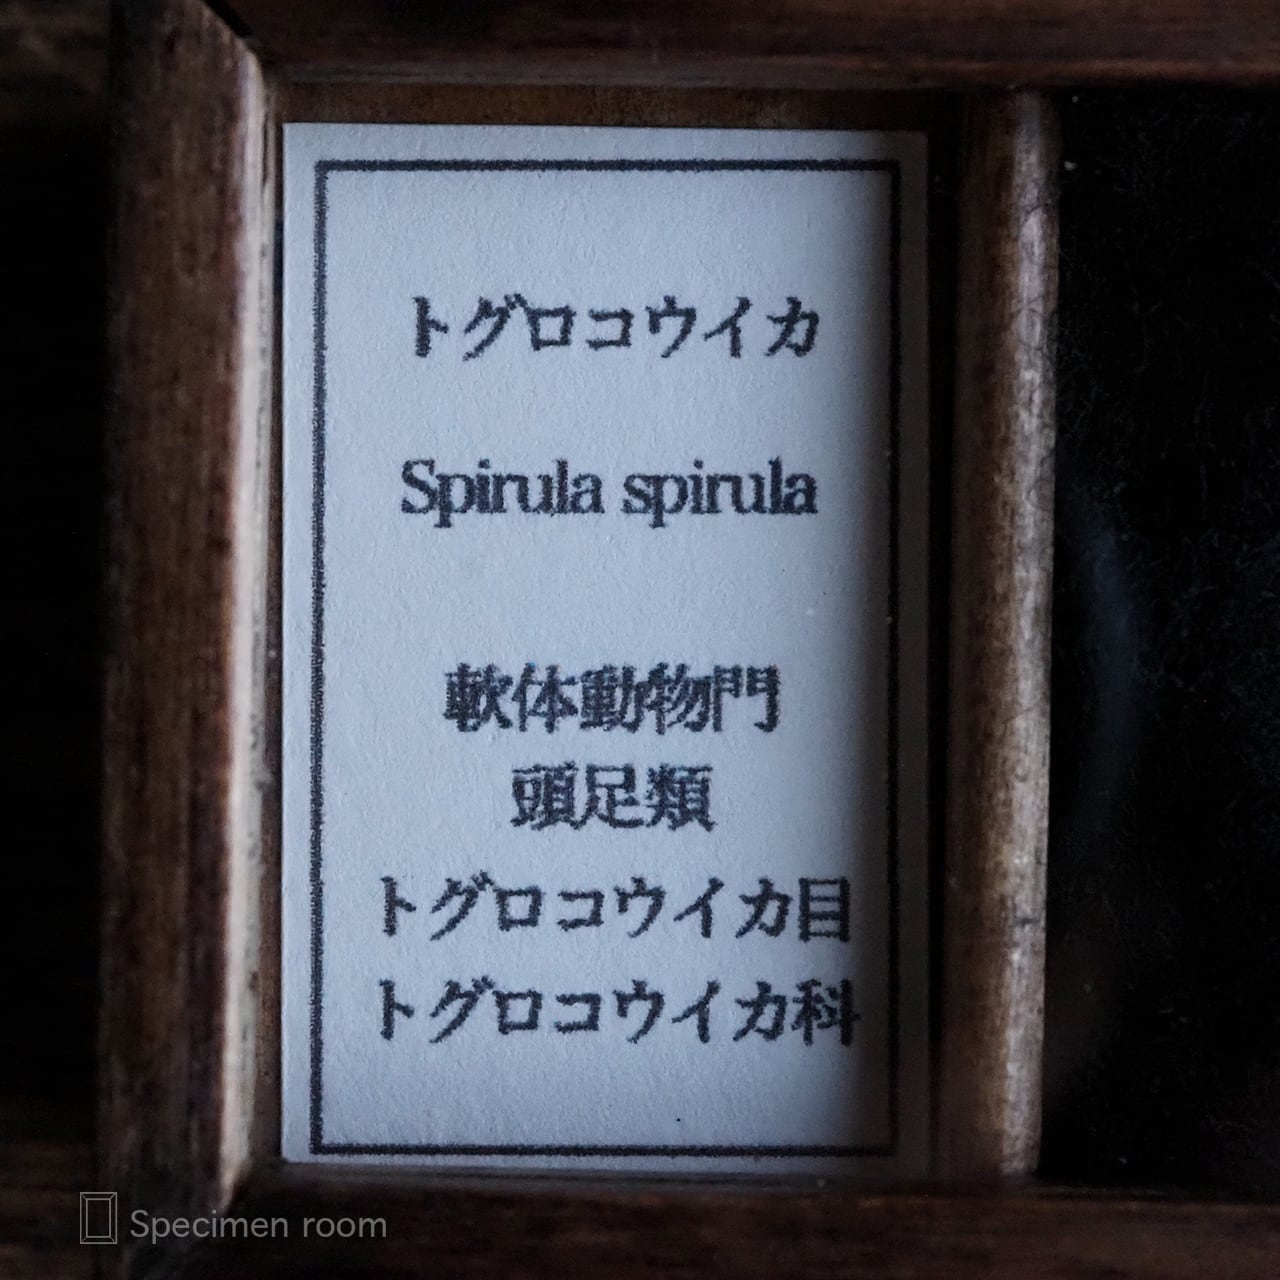 トグロコウイカ
Spirula spirula
軟体動物門
頭足類
トグロコウイカ目
トグロコウイカ科
Specimen room